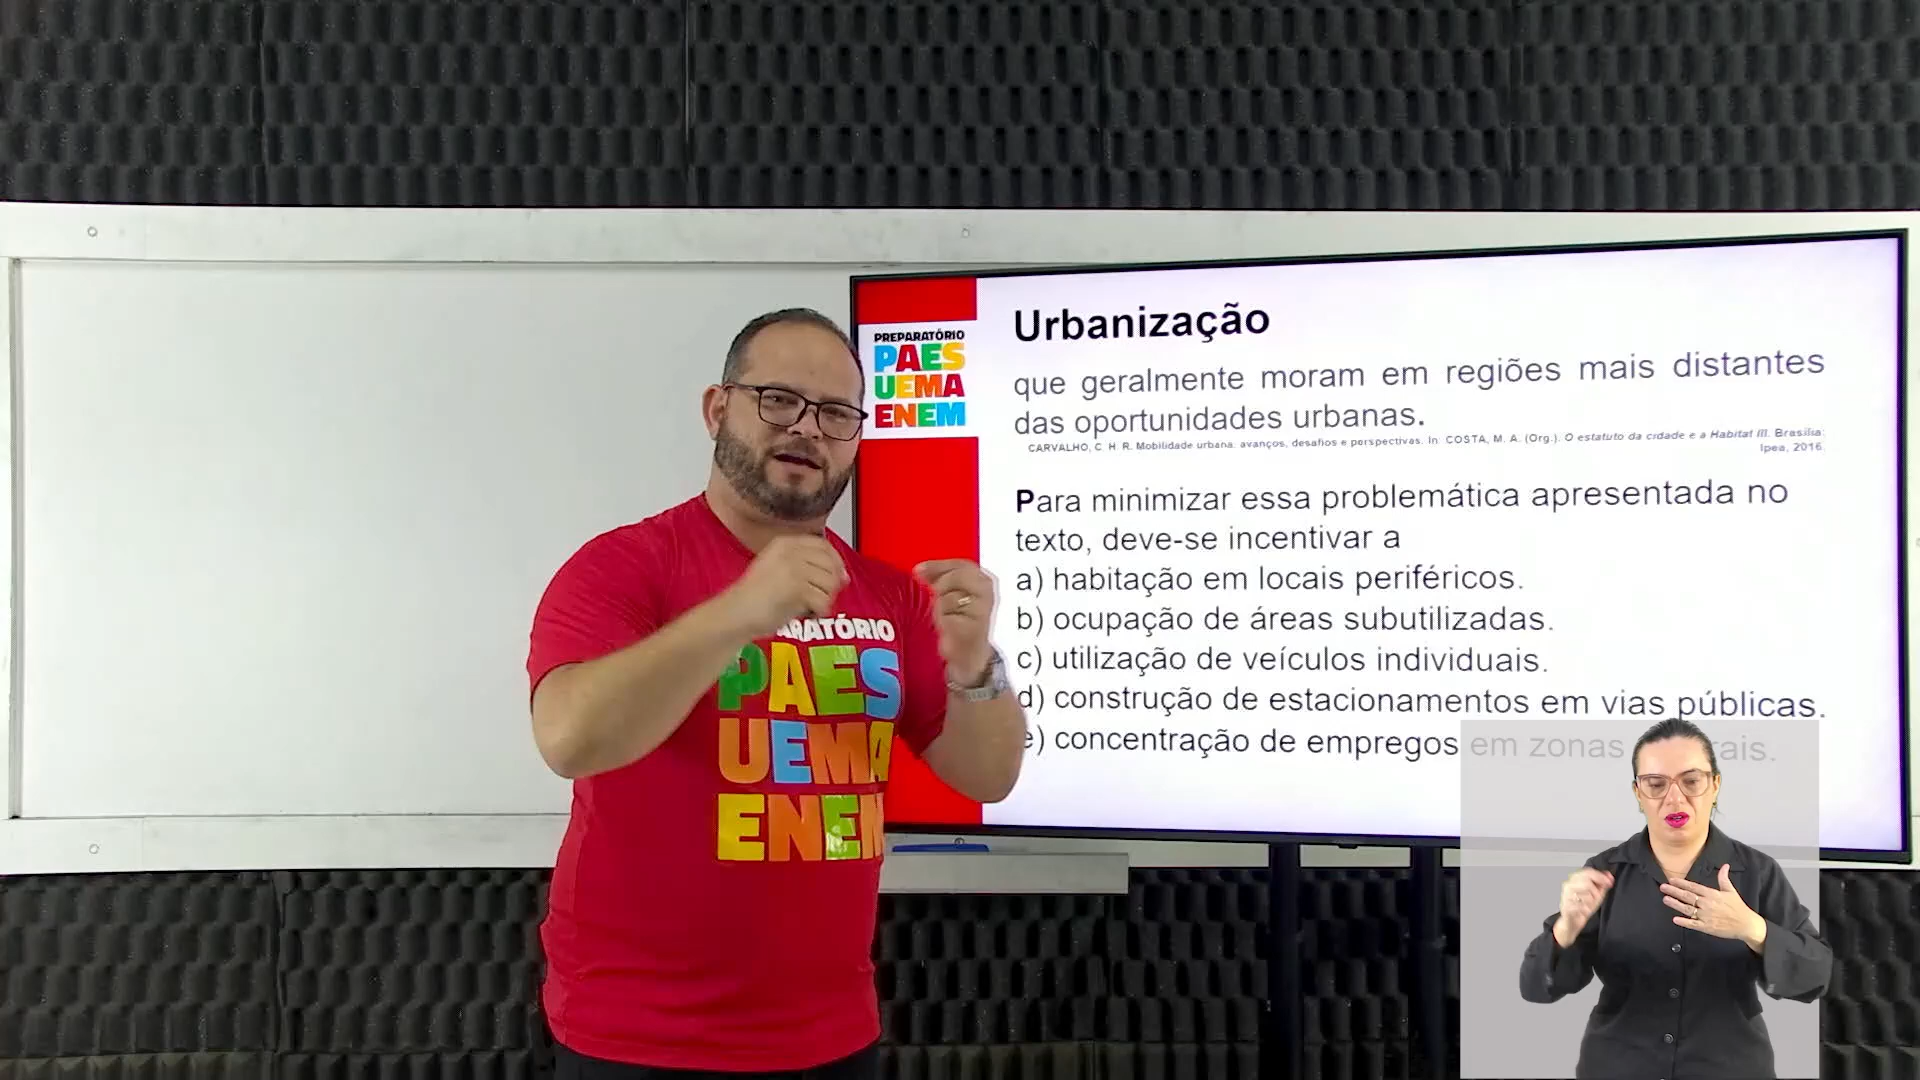 PREPARATÓRIO
PAES
UEMA
ENEM
Urbanização
que geralmente moram em regiões mais distantes
das oportunidades urbanas.
CARVALHO, C. H. R. Mobilidade urbana: avanços, desafios e perspectivas. In: COSTA, M. A. (Org.). O estatuto da cidade e a Habitat III. Brasília:
Ipea, 2016.
Para minimizar essa problemática apresentada no
texto, deve-se incentivar a
a) habitação em locais periféricos.
b) ocupação de áreas subutilizadas.
c) utilização de veículos individuais.
d) construção de estacionamentos em vias públicas.
e) concentração de empregos em zonas
PAES
UEMA
ENEM